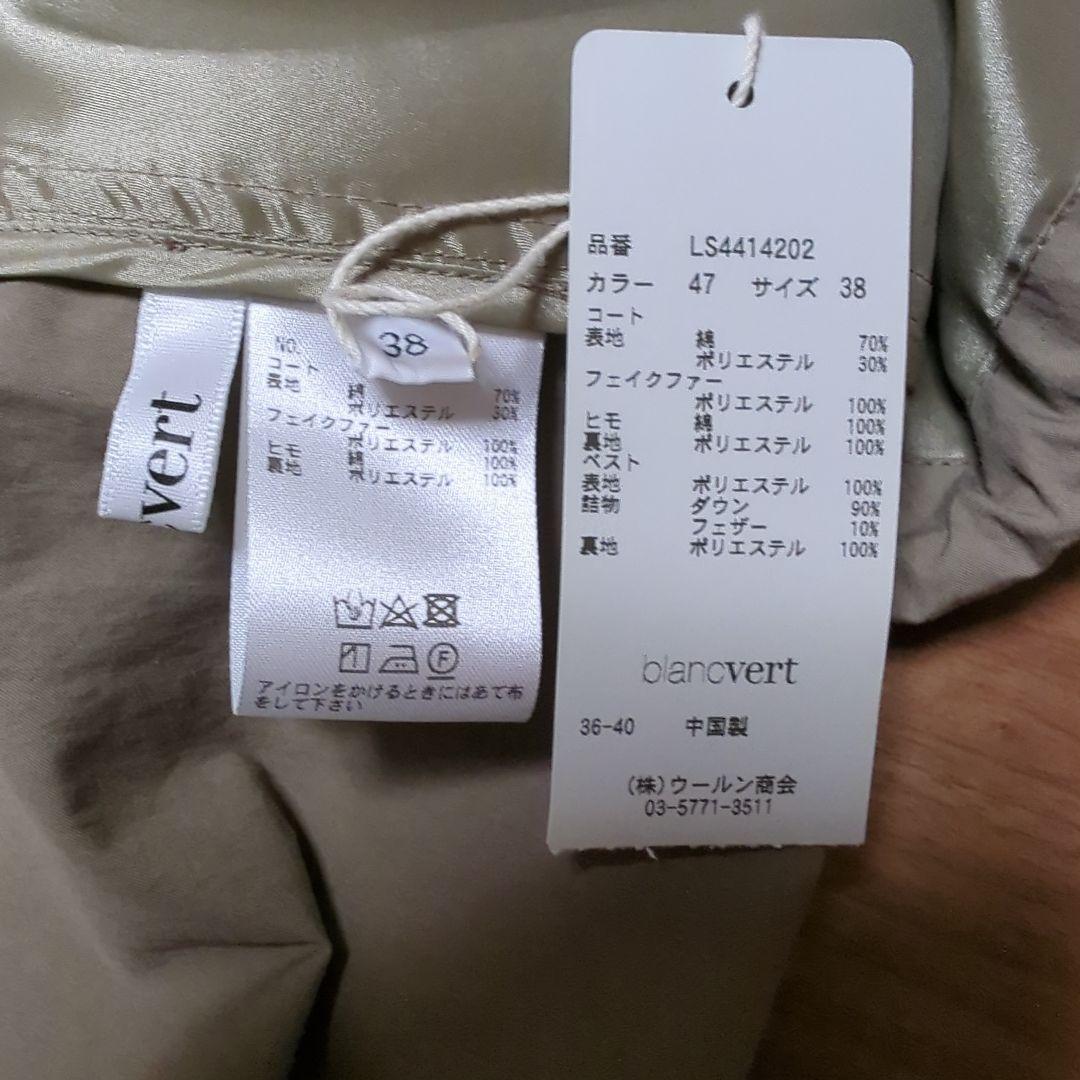 vert
38
NO.
コート
表地 綿 70%
ポリエステル 30%
フェイクファー
ポリエステル 100%
ヒモ 綿 100%
裏地 ポリエステル 100%
F
アイロンをかけるときにはあて布
をして下さい
品番 LS4414202
カラー 47 サイズ 38
コート
表地 綿 70%
ポリエステル 30%
フェイクファー
ポリエステル 100%
ヒモ 綿 100%
裏地 ポリエステル 100%
ベスト
表地 ポリエステル 100%
詰物 ダウン 90%
フェザー 10%
裏地 ポリエステル 100%
blancvert
36-40 中国製
(株)ウールン商会
03-5771-3511